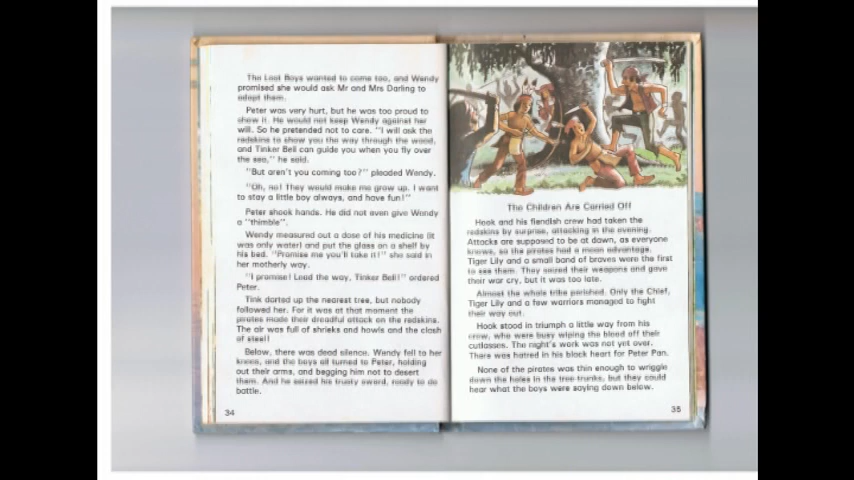 The Lost Boys wanted to come too, and Wendy
promised she would ask Mr and Mrs Darling to
adopt them.
Peter was very hurt, but he was too proud to
show it. He would not keep Wendy against her
will. So he pretended not to care. "I will ask the
redskins to show you the way through the wood,
and Tinker Bell can guide you when you fly over
the sea," he said.
"But aren't you coming too?" pleaded Wendy.
"Oh, no! They would make me grow up. I want
to stay a little boy always, and have fun!"
Peter shook hands. He did not even give Wendy
a "thimble".
Wendy measured out a dose of his medicine (it
was only water) and put the glass on a shelf by
his bed. "Promise me you'll take it!" she said in
her motherly way.
"I promise! Lead the way, Tinker Bell!" ordered
Peter.
Tink darted up the nearest tree, but nobody
followed her. For it was at that moment the
pirates made their dreadful attack on the redskins.
The air was full of shrieks and howls and the clash
of steel!
Below, there was dead silence. Wendy fell to her
knees, and the boys all turned to Peter, holding
out their arms, and begging him not to desert
them. And he seized his trusty sword, ready to do
battle.
34
The Children Are Carried Off
Hook and his fiendish crew had taken the
redskins by surprise, attacking in the evening.
Attacks are supposed to be at dawn, as everyone
knows, so the pirates had a mean advantage.
Tiger Lily and a small band of braves were the first
to see them. They seized their weapons and gave
their war cry, but it was too late.
Almost the whole tribe perished. Only the Chief,
Tiger Lily and a few warriors managed to fight
their way out.
Hook stood in triumph a little way from his
crew, who were busy wiping the blood off their
cutlasses. The night's work was not yet over.
There was hatred in his black heart for Peter Pan.
None of the pirates was thin enough to wriggle
down the holes in the tree-trunks, but they could
hear what the boys were saying down below.
35